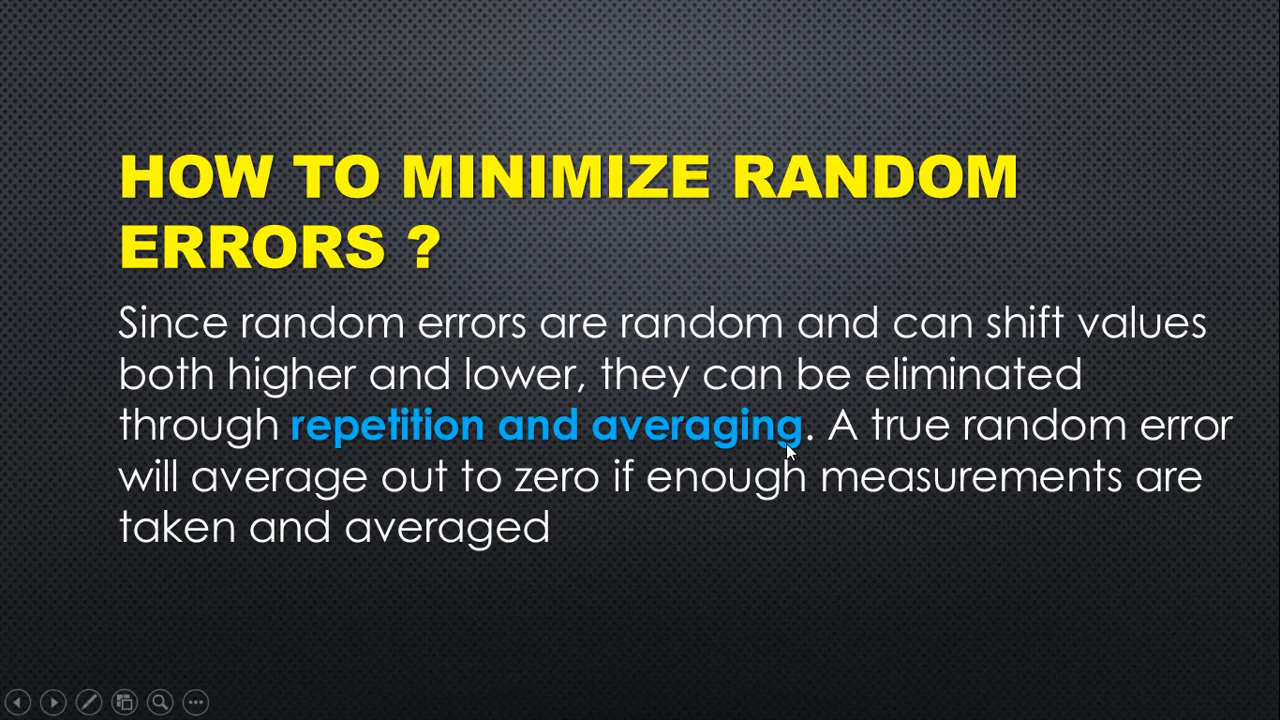 HOW TO MINIMIZE RANDOM
ERRORS ?
Since random errors are random and can shift values
both higher and lower, they can be eliminated
through repetition and averaging. A true random error
will average out to zero if enough measurements are
taken and averaged